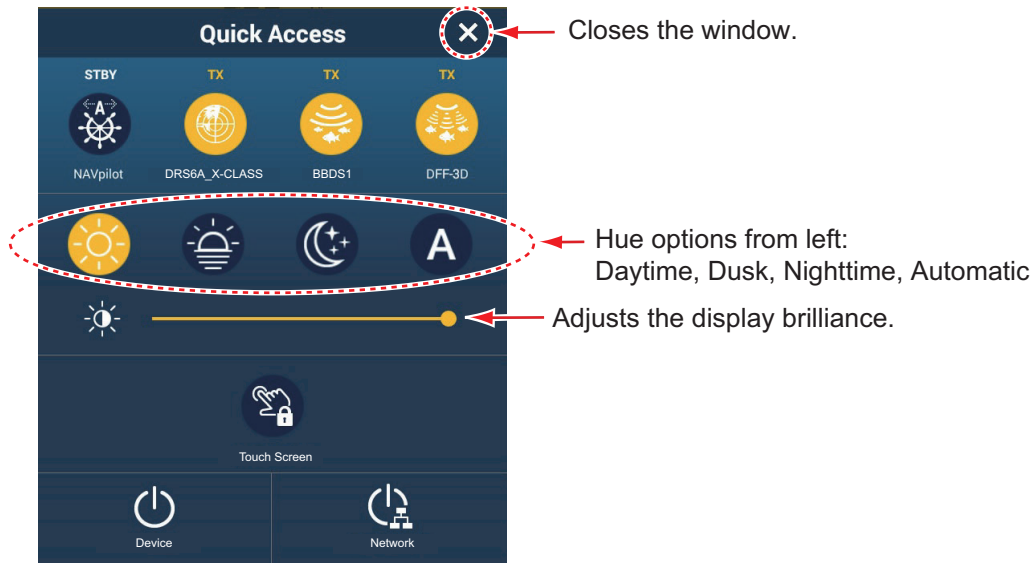 Quick Access
Closes the window.
STBY TX TX TX
A
NAVpilot DRS6A_X-CLASS BBDS1 DFF-3D
A
Hue options from left:
Daytime, Dusk, Nighttime, Automatic
Adjusts the display brilliance.
Touch Screen
Device Network